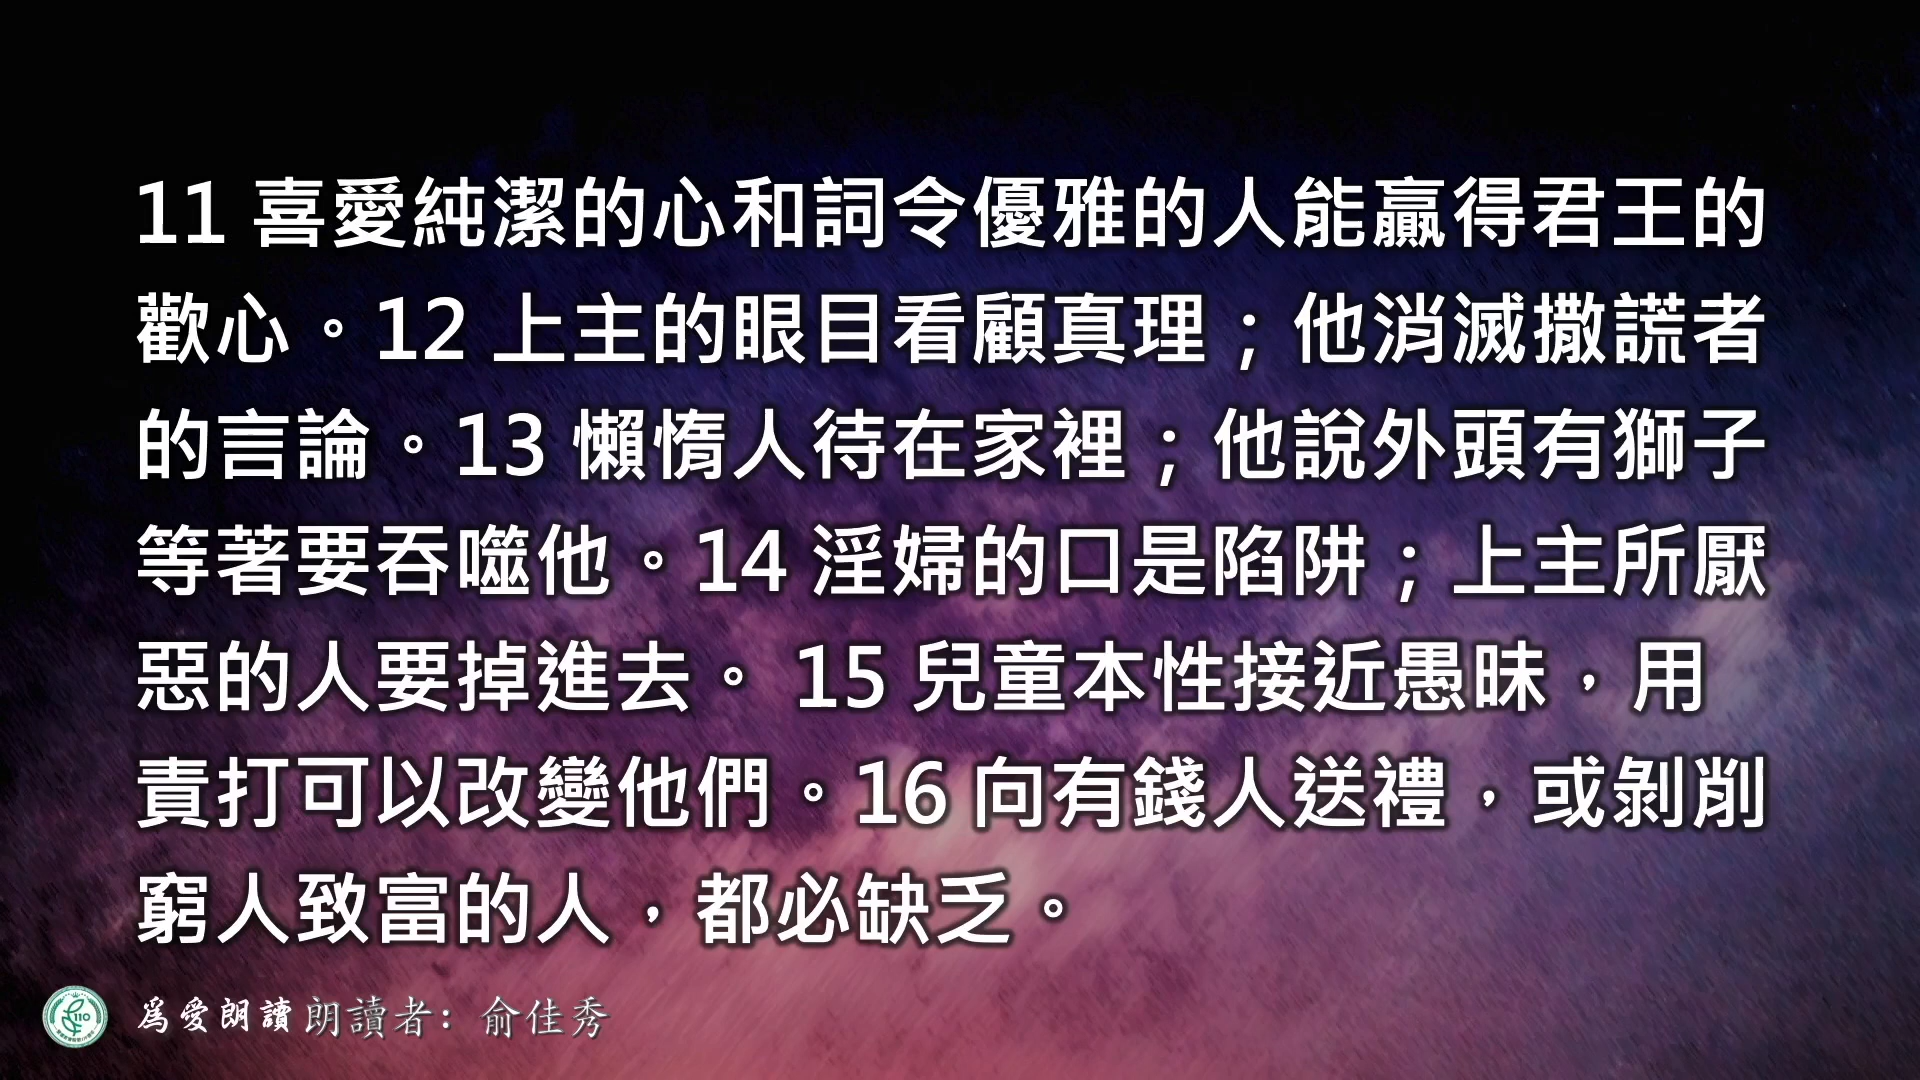 11 喜愛純潔的心和詞令優雅的人能贏得君王的
歡心。12 上主的眼目看顧真理；他消滅撒謊者
的言論。13 懶惰人待在家裡；他說外頭有獅子
等著要吞噬他。14 淫婦的口是陷阱；上主所厭
惡的人要掉進去。 15 兒童本性接近愚昧，用
責打可以改變他們。16 向有錢人送禮，或剝削
窮人致富的人，都必缺乏。
為愛朗讀 朗讀者：俞佳秀
110